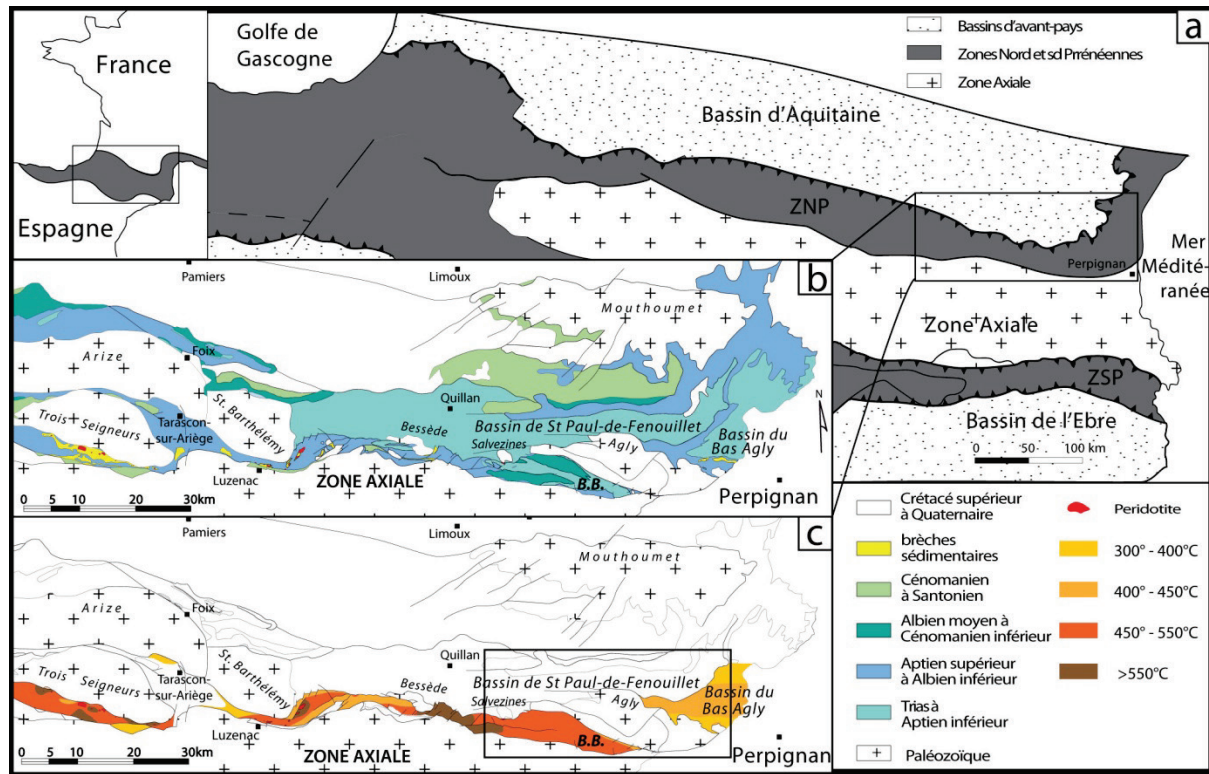 France
Espagne
Golfe de
Gascogne
Bassins d'avant-pays
Zones Nord et sd Prrénéennes
Zone Axiale
a
Bassin d'Aquitaine
ZNP
Perpignan
Mer
Médité-
ranée
Zone Axiale
ZSP
Bassin de l'Ebre
0 50 100 km
b
Pamiers
Limoux
Mouthoumet
Arize
Foix
St. Barthélémy
Trois Seigneurs
Tarascon-
sur-Ariège
Quillan
Bessède
Bassin de St Paul-de-Fenouillet
Salvezines
Agly
Bassin du
Bas Agly
N
Luzenac
ZONE AXIALE
B.B.
Perpignan
0 10 20 30km
c
Pamiers
Limoux
Mouthoumet
Arize
Foix
St. Barthélémy
Trois Seigneurs
Tarascon-
sur-Ariège
Quillan
Bessède
Bassin de St Paul-de-Fenouillet
Salvezines
Agly
Bassin du
Bas Agly
Luzenac
ZONE AXIALE
B.B.
Perpignan
0 10 20 30km
Crétacé supérieur
à Quaternaire
brèches
sédimentaires
Cénomanien
à Santonien
Albien moyen à
Cénomanien inférieur
Aptien supérieur
à Albien inférieur
Trias à
Aptien inférieur
Paléozoïque
Peridotite
300° - 400°C
400° - 450°C
450° - 550°C
>550°C